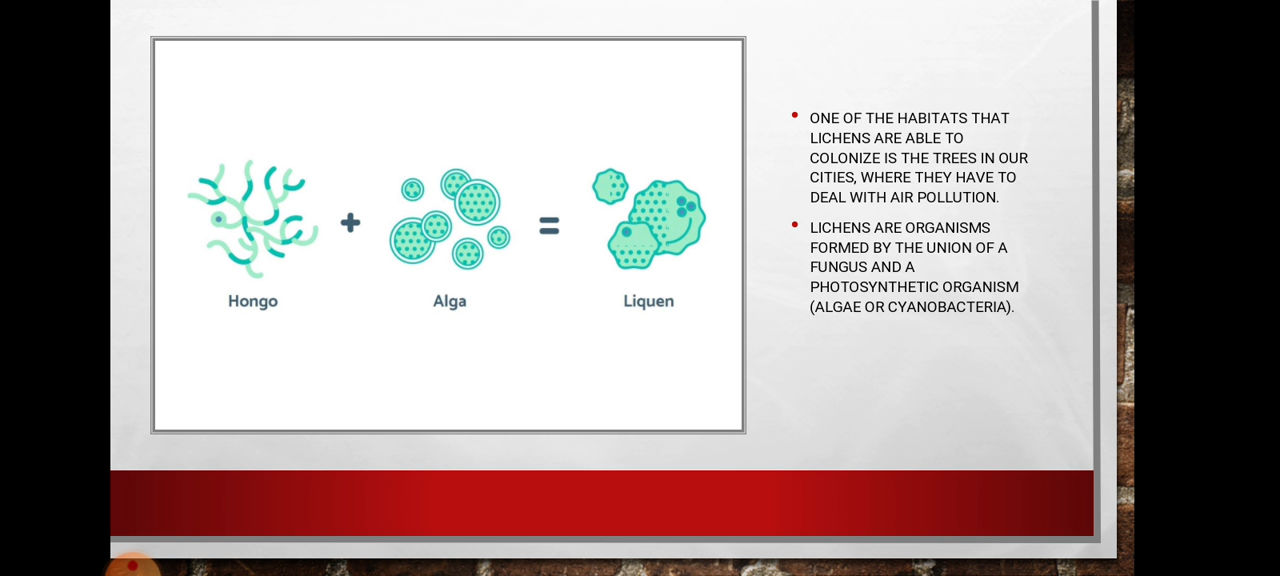 Hongo
+
Alga
=
Liquen
• ONE OF THE HABITATS THAT
LICHENS ARE ABLE TO
COLONIZE IS THE TREES IN OUR
CITIES, WHERE THEY HAVE TO
DEAL WITH AIR POLLUTION.
• LICHENS ARE ORGANISMS
FORMED BY THE UNION OF A
FUNGUS AND A
PHOTOSYNTHETIC ORGANISM
(ALGAE OR CYANOBACTERIA).